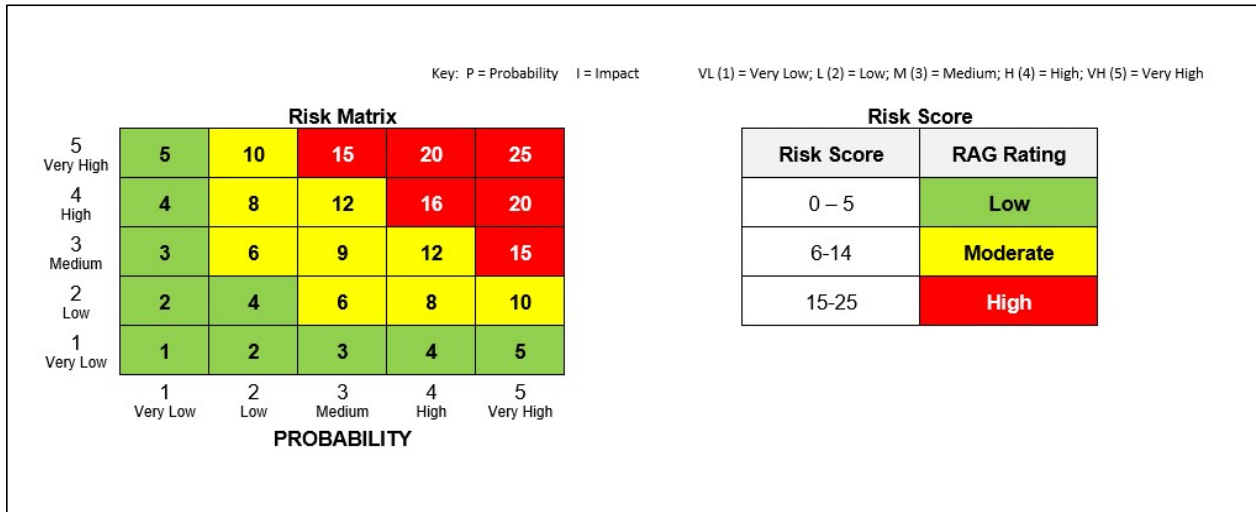 Key: P = Probability I = Impact VL (1) = Very Low; L (2) = Low; M (3) = Medium; H (4) = High; VH (5) = Very High
Risk Matrix
5 Very High 5 10 15 20 25
4 High 4 8 12 16 20
3 Medium 3 6 9 12 15
2 Low 2 4 6 8 10
1 Very Low 1 2 3 4 5
1 2 3 4 5
Very Low Low Medium High Very High
PROBABILITY
Risk Score
Risk Score RAG Rating
0 – 5 Low
6-14 Moderate
15-25 High